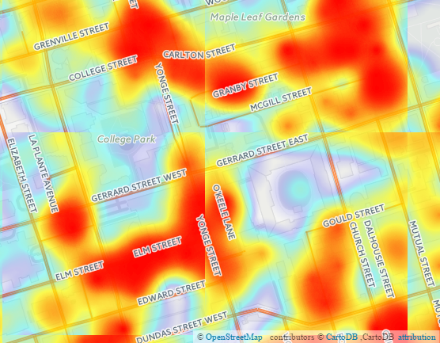 Maple Leaf Gardens
GRENVILLE STREET
CARLTON STREET
COLLEGE STREET
YONGE STREET
GRANBY STREET
MCGILL STREET
College Park
ELIZABETH STREET
LA PLANTE AVENUE
GERRARD STREET EAST
GERRARD STREET WEST
O'KEEFE LANE
YONGE STREET
GOULD STREET
CHURCH STREET
DALHOUSIE STREET
MUTUAL STREET
ELM STREET
ELM STREET
EDWARD STREET
DUNDAS STREET WEST
© OpenStreetMap contributors © CartoDB, CartoDB attribution